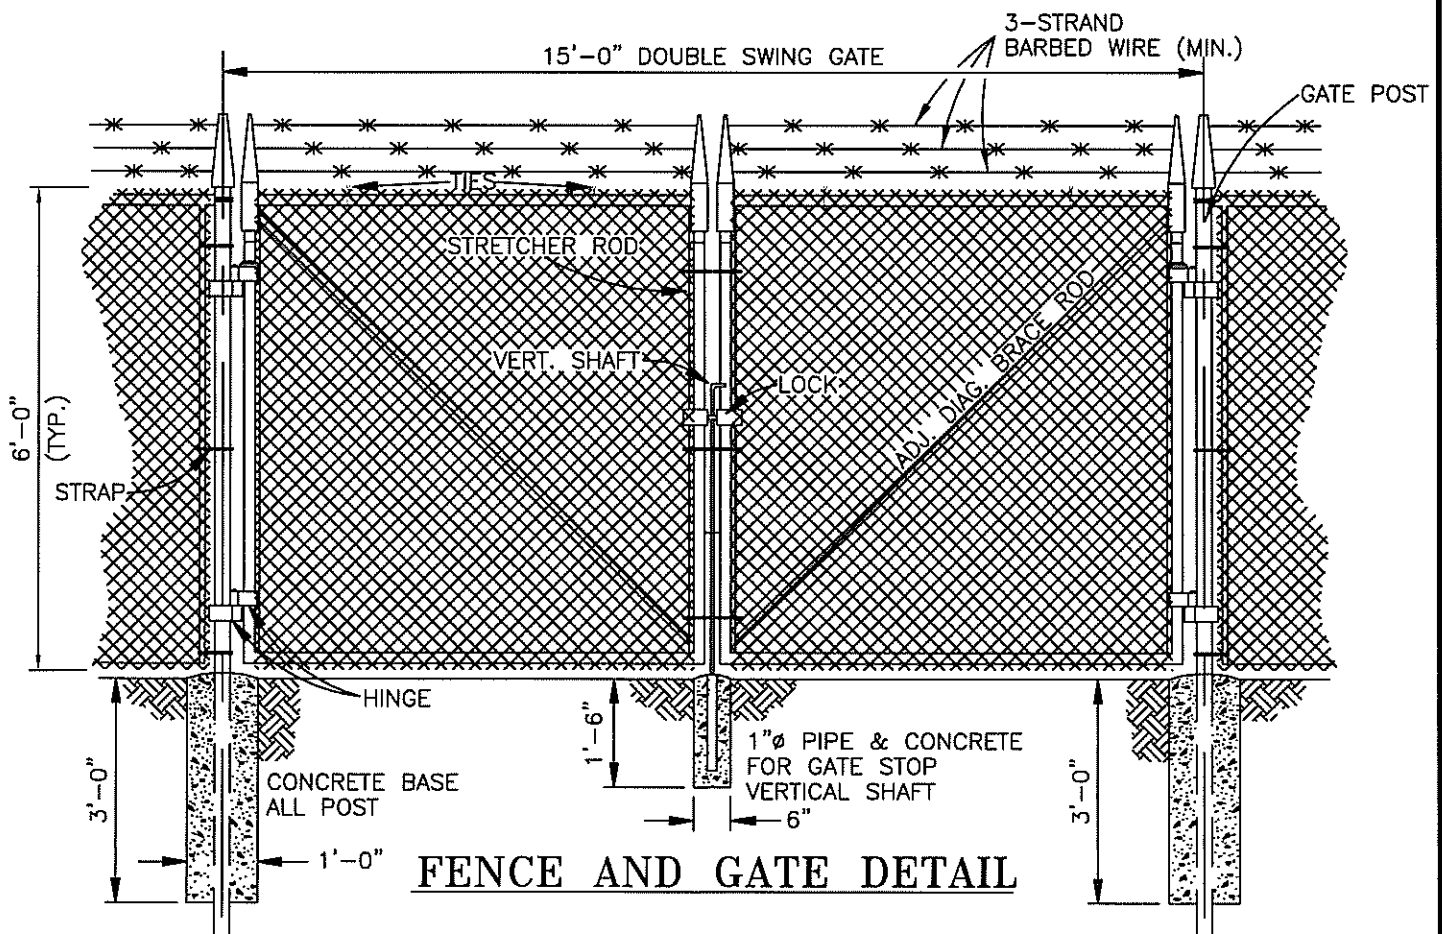 3-STRAND
BARBED WIRE (MIN.)
15'-0" DOUBLE SWING GATE
GATE POST
TIES
STRETCHER ROD
ADJ. DIAG. BRACE ROD
VERT. SHAFT
LOCK
6'-0"
(TYP.)
STRAP
HINGE
1'-6"
1"ø PIPE & CONCRETE
FOR GATE STOP
VERTICAL SHAFT
3'-0"
CONCRETE BASE
ALL POST
3'-0"
6"
1'-0"
FENCE AND GATE DETAIL